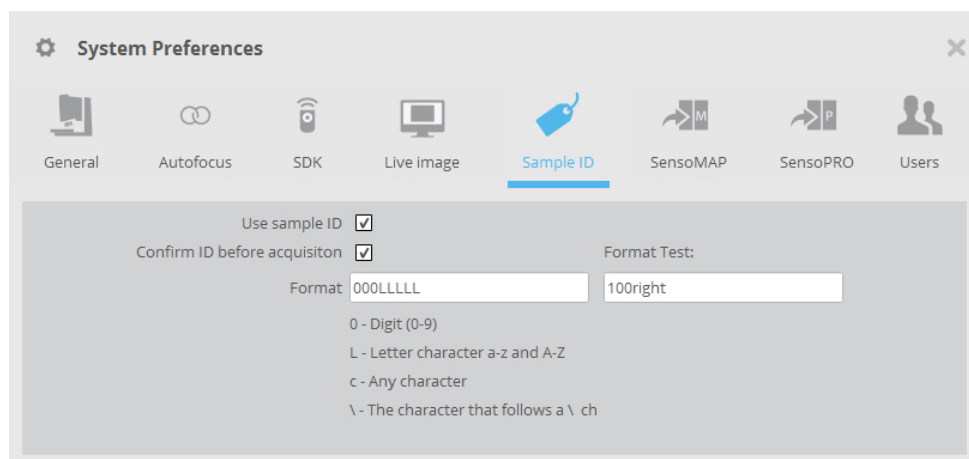 System Preferences
General Autofocus SDK Live image Sample ID SensoMAP SensoPRO Users
M P
Use sample ID
Confirm ID before acquisiton Format Test:
Format 000LLLLL 100right
0 - Digit (0-9)
L - Letter character a-z and A-Z
c - Any character
\ - The character that follows a \ ch